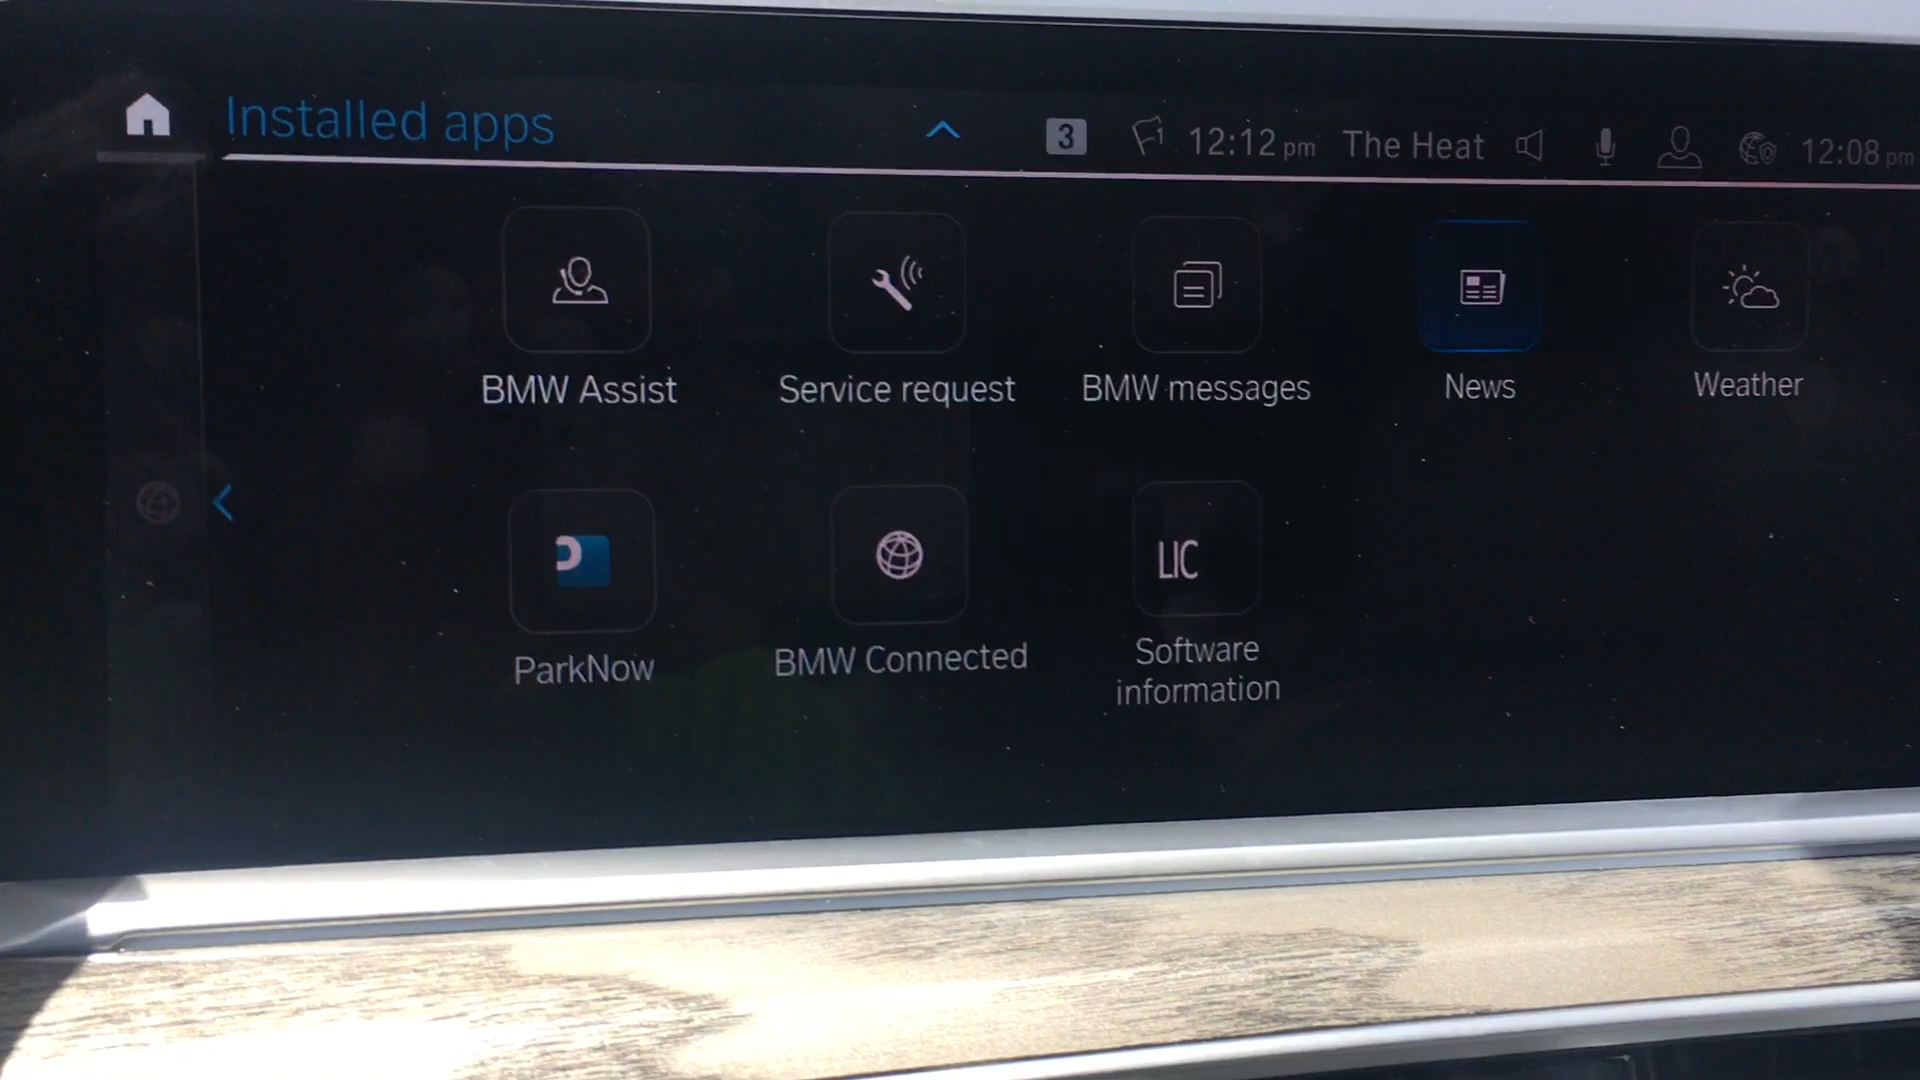 Installed apps
3 1 12:12 pm The Heat 12:08 pm
BMW Assist
Service request
BMW messages
News
Weather
ParkNow
BMW Connected
LIC
Software
information